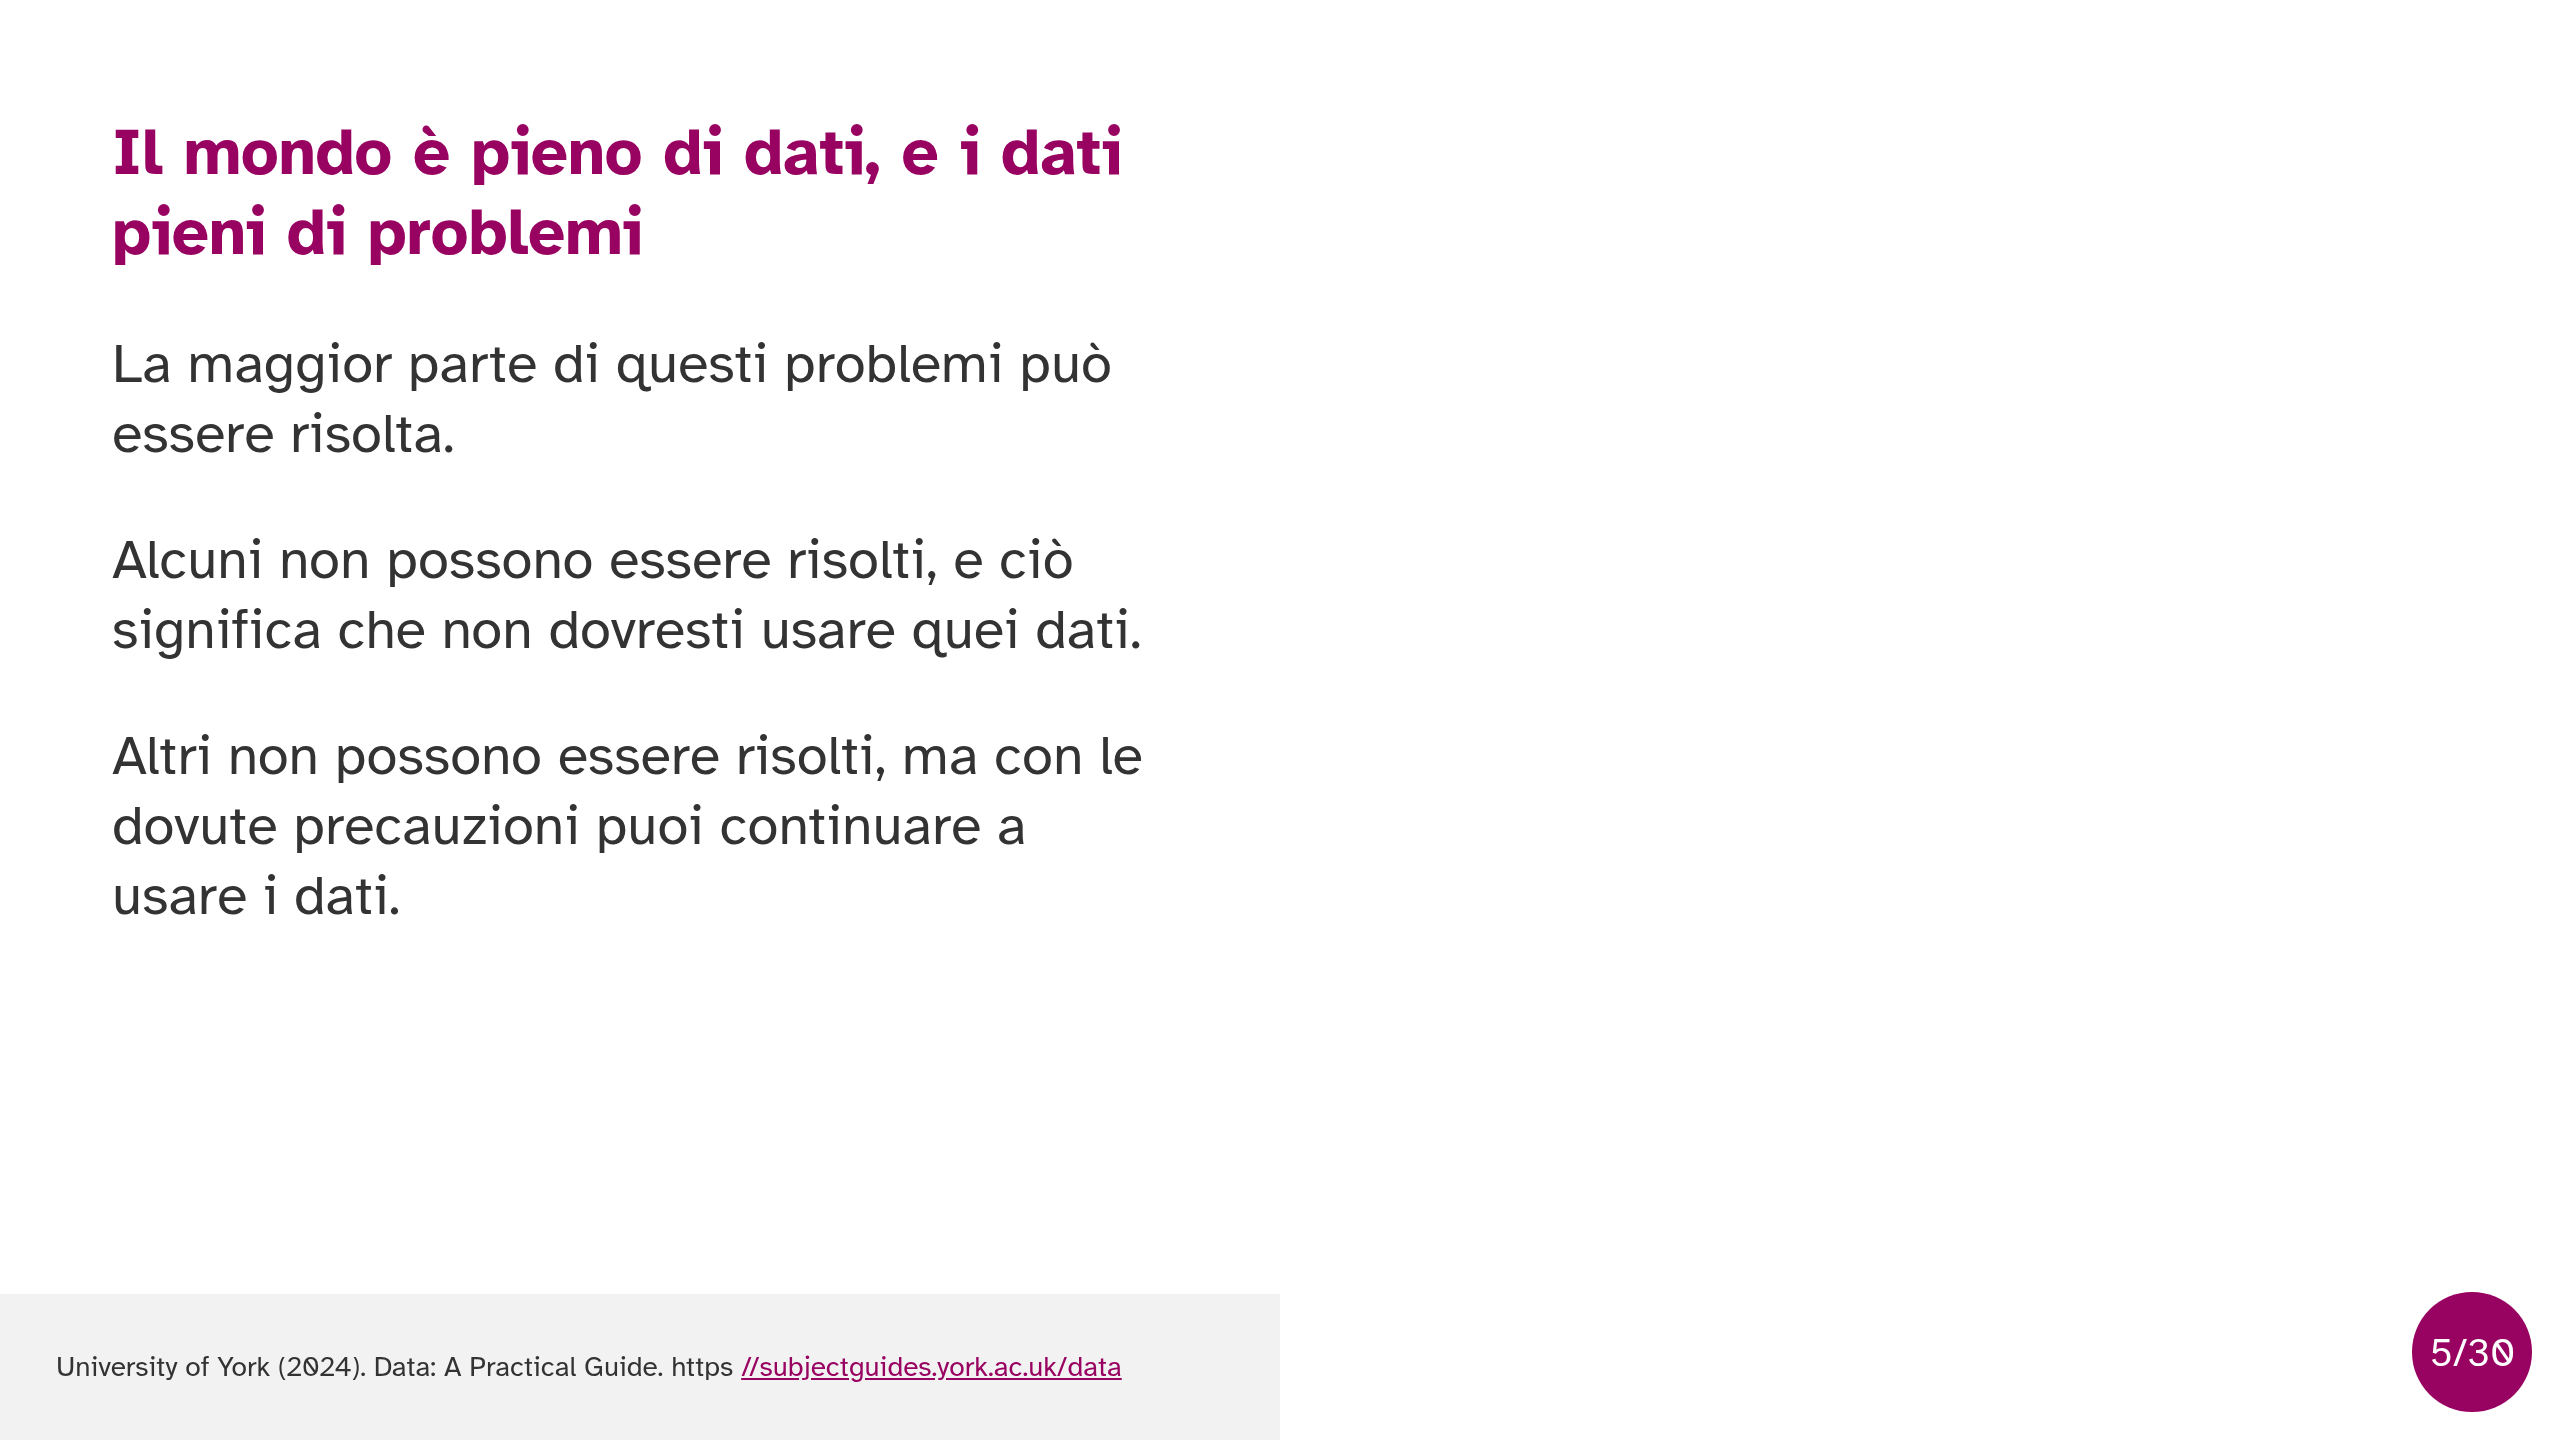 Il mondo è pieno di dati, e i dati
pieni di problemi
La maggior parte di questi problemi può
essere risolta.
Alcuni non possono essere risolti, e ciò
significa che non dovresti usare quei dati.
Altri non possono essere risolti, ma con le
dovute precauzioni puoi continuare a
usare i dati.
University of York (2024). Data: A Practical Guide. https //subjectguides.york.ac.uk/data
5/30